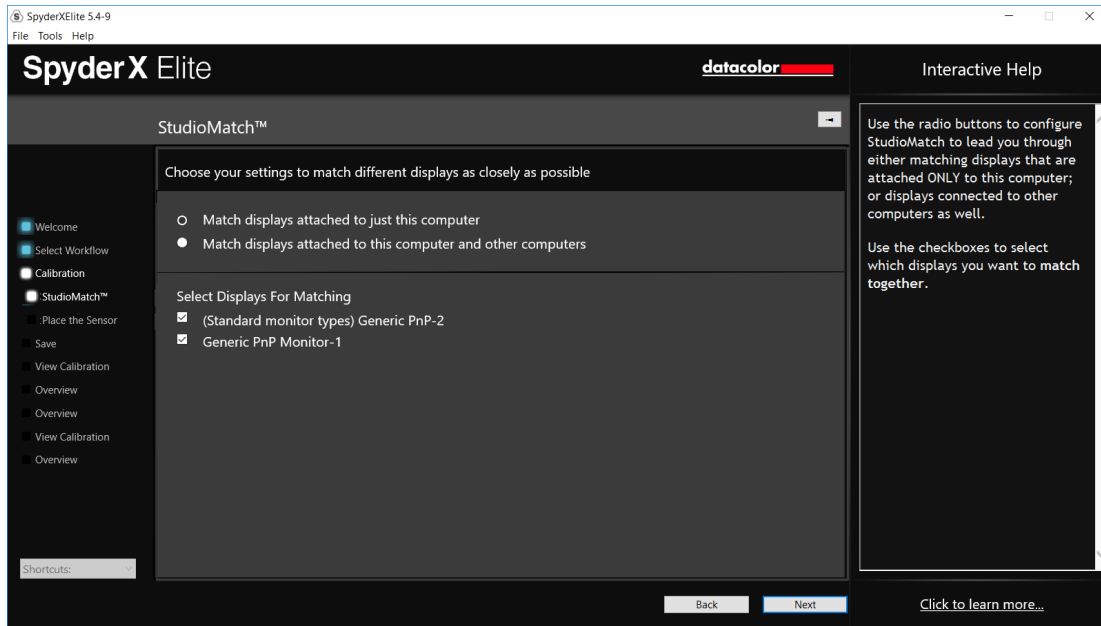 SpyderXElite 5.4-9
File Tools Help
SpyderX Elite
datacolor
Interactive Help
StudioMatch™
Choose your settings to match different displays as closely as possible
Match displays attached to just this computer
Match displays attached to this computer and other computers
Select Displays For Matching
(Standard monitor types) Generic PnP-2
Generic PnP Monitor-1
Welcome
Select Workflow
Calibration
:StudioMatch™
:Place the Sensor
Save
View Calibration
Overview
Overview
View Calibration
Overview
Shortcuts:
Back
Next
Use the radio buttons to configure
StudioMatch to lead you through
either matching displays that are
attached ONLY to this computer;
or displays connected to other
computers as well.
Use the checkboxes to select
which displays you want to match
together.
Click to learn more...